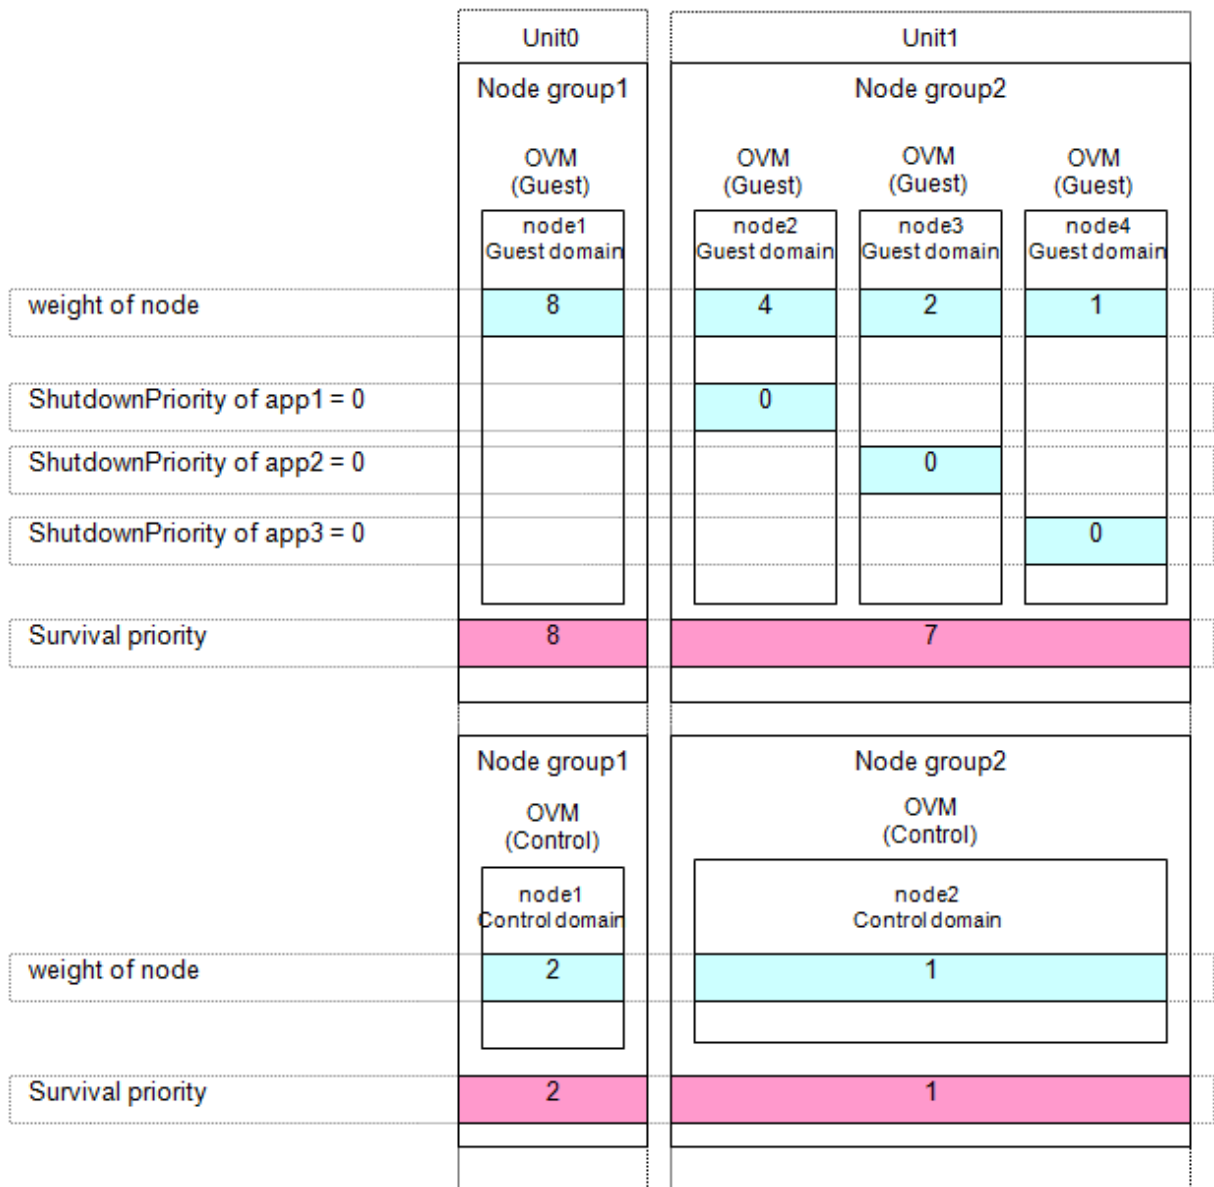 Unit0 Unit1
Node group1 Node group2
OVM OVM OVM OVM
(Guest) (Guest) (Guest) (Guest)
node1 node2 node3 node4
Guest domain Guest domain Guest domain Guest domain
weight of node 8 4 2 1
ShutdownPriority of app1 = 0 0
ShutdownPriority of app2 = 0 0
ShutdownPriority of app3 = 0 0
Survival priority 8 7
Node group1 Node group2
OVM OVM
(Control) (Control)
node1 node2
Control domain Control domain
weight of node 2 1
Survival priority 2 1